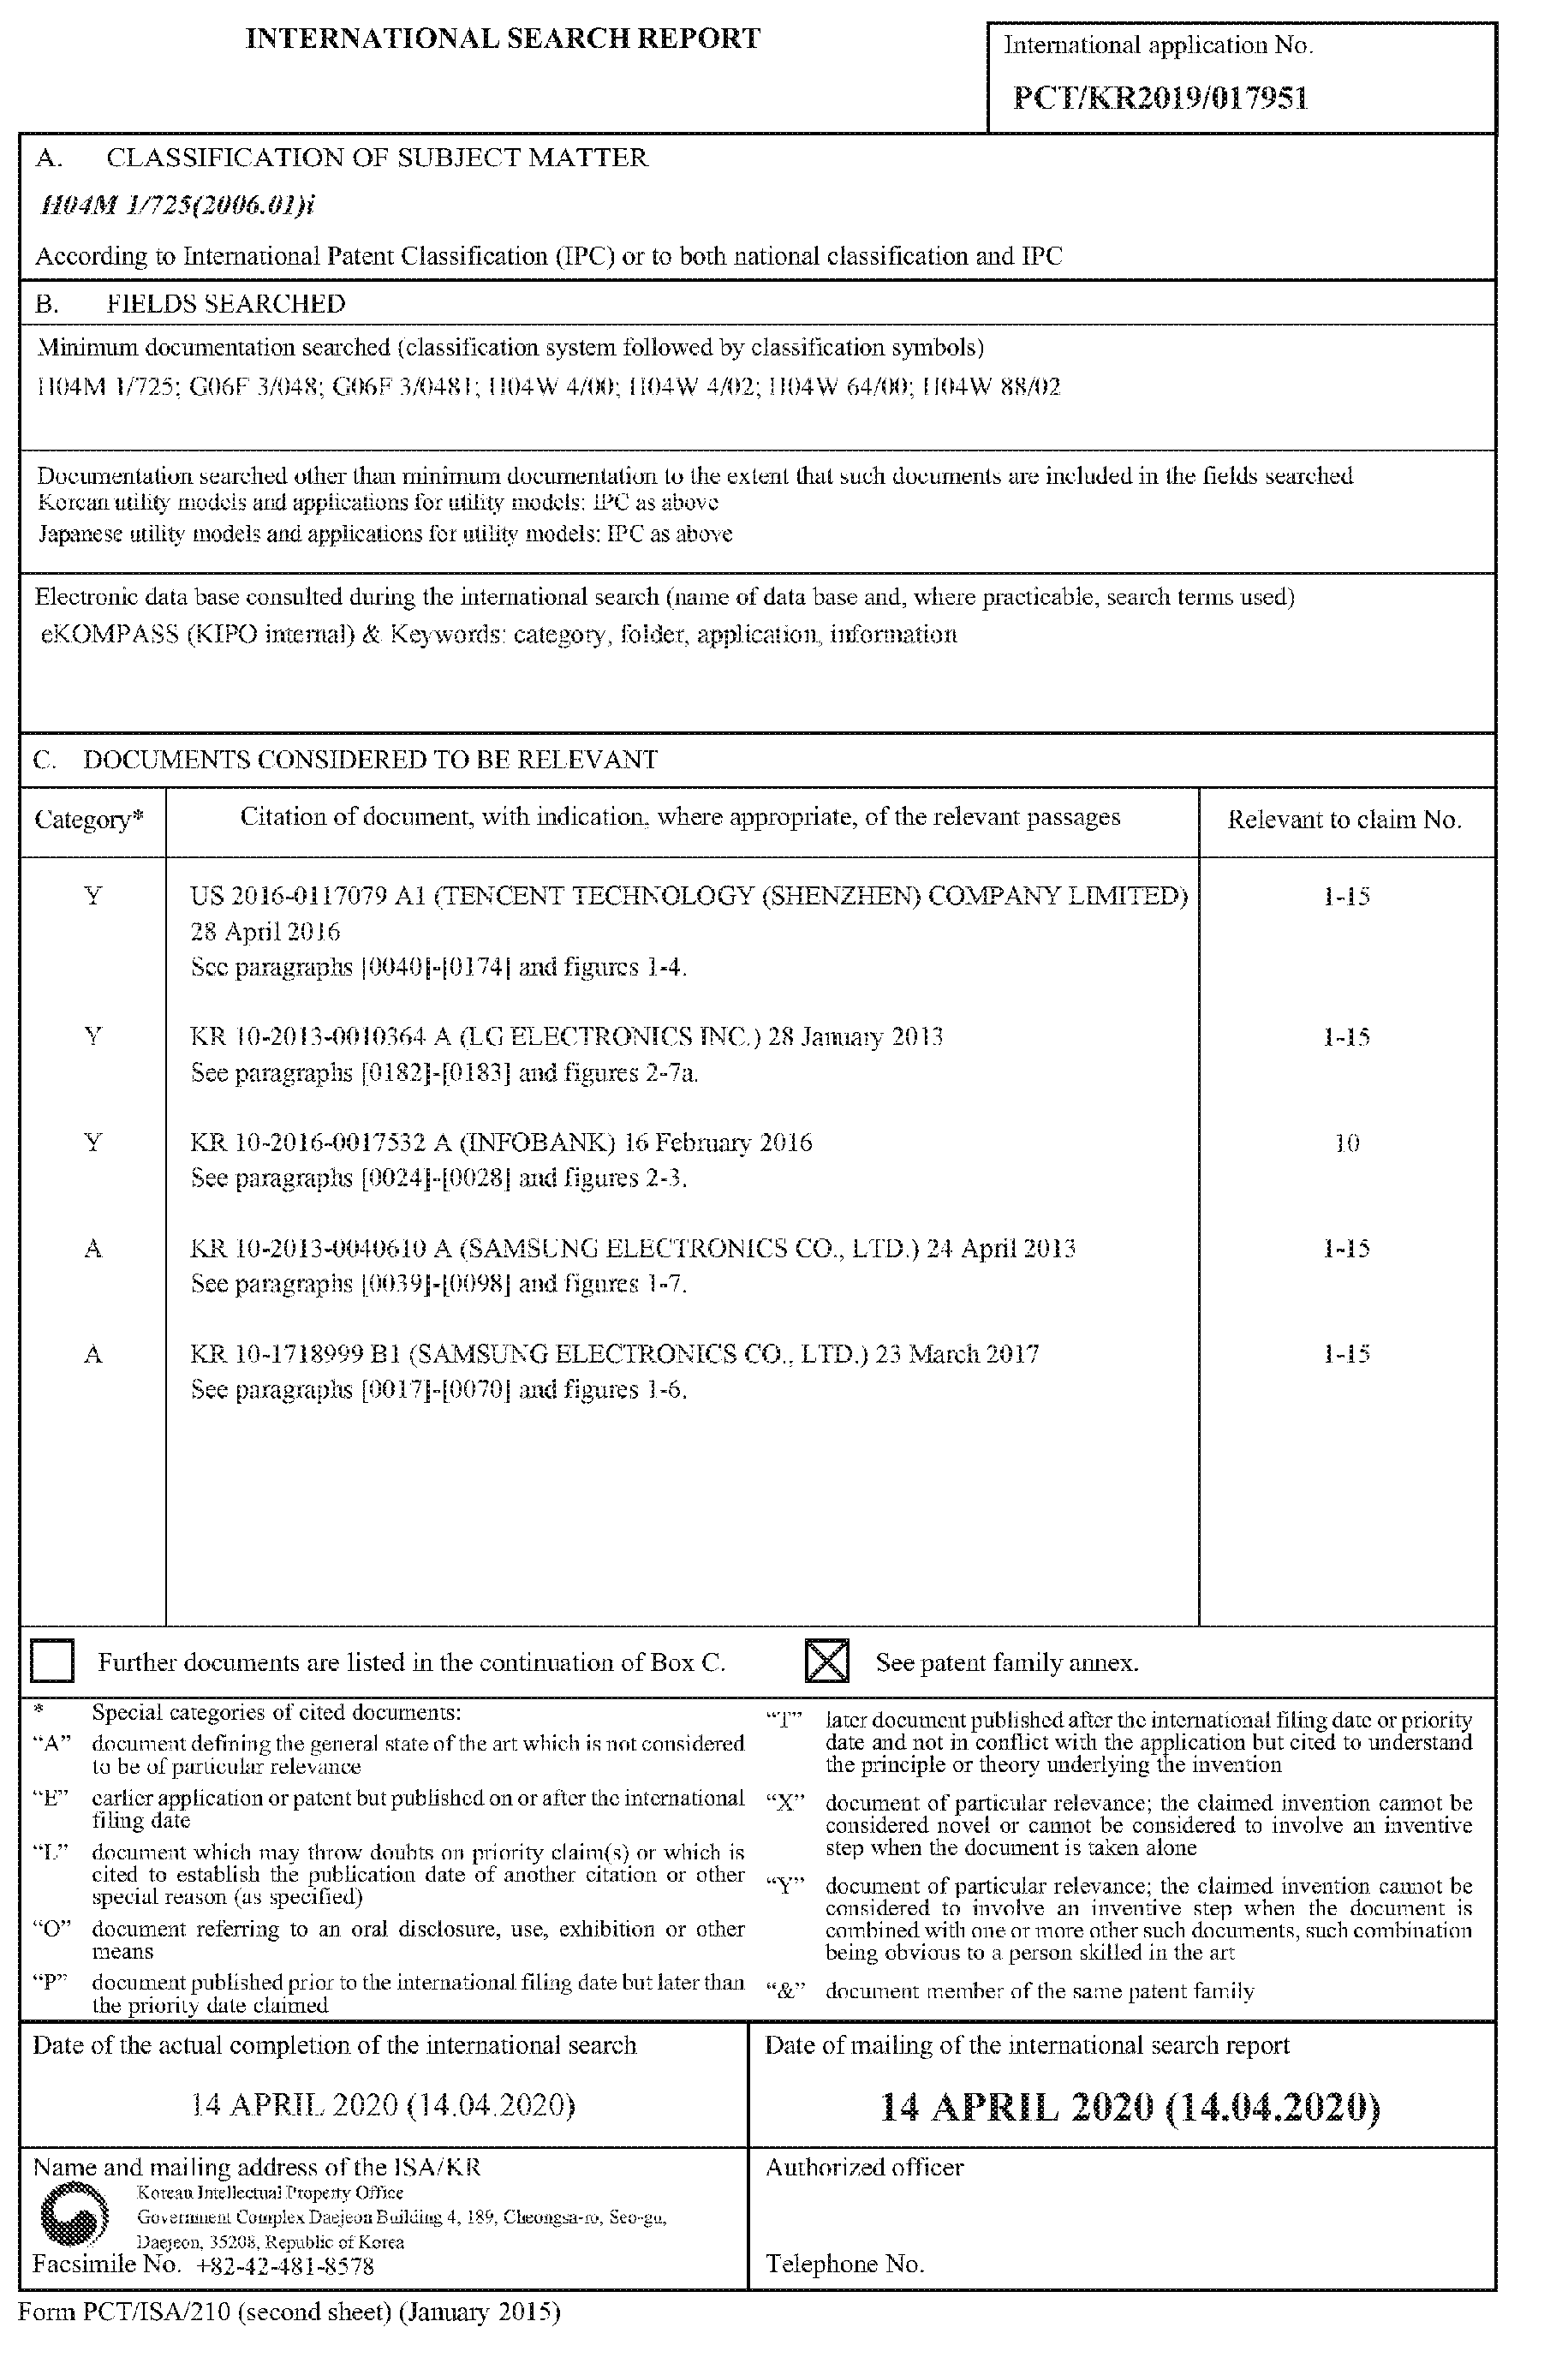 INTERNATIONAL SEARCH REPORT
International application No.
PCT/KR2019/017951
A. CLASSIFICATION OF SUBJECT MATTER
H04M 1/725(2006.01)i
According to International Patent Classification (IPC) or to both national classification and IPC
B. FIELDS SEARCHED
Minimum documentation searched (classification system followed by classification symbols)
H04M 1/725; G06F 3/048; G06F 3/0481; H04W 4/00; H04W 4/02; H04W 64/00; H04W 88/02
Documentation searched other than minimum documentation to the extent that such documents are included in the fields searched
Korean utility models and applications for utility models: IPC as above
Japanese utility models and applications for utility models: IPC as above
Electronic data base consulted during the international search (name of data base and, where practicable, search terms used)
eKOMPASS (KIPO internal) & Keywords: category, folder, application, information
C. DOCUMENTS CONSIDERED TO BE RELEVANT
Category* Citation of document, with indication, where appropriate, of the relevant passages Relevant to claim No.
Y US 2016-0117079 A1 (TENCENT TECHNOLOGY (SHENZHEN) COMPANY LIMITED) 1-15
28 April 2016
See paragraphs [0040]-[0174] and figures 1-4.
Y KR 10-2013-0010364 A (LG ELECTRONICS INC.) 28 January 2013 1-15
See paragraphs [0182]-[0183] and figures 2-7a.
Y KR 10-2016-0017532 A (INFOBANK) 16 February 2016 10
See paragraphs [0024]-[0028] and figures 2-3.
A KR 10-2013-0040610 A (SAMSUNG ELECTRONICS CO., LTD.) 24 April 2013 1-15
See paragraphs [0039]-[0098] and figures 1-7.
A KR 10-1718999 B1 (SAMSUNG ELECTRONICS CO., LTD.) 23 March 2017 1-15
See paragraphs [0017]-[0070] and figures 1-6.
Further documents are listed in the continuation of Box C.
See patent family annex.
* Special categories of cited documents:
"A" document defining the general state of the art which is not considered
to be of particular relevance
"E" earlier application or patent but published on or after the international
filing date
"L" document which may throw doubts on priority claim(s) or which is
cited to establish the publication date of another citation or other
special reason (as specified)
"O" document referring to an oral disclosure, use, exhibition or other
means
"P" document published prior to the international filing date but later than
the priority date claimed
"T" later document published after the international filing date or priority
date and not in conflict with the application but cited to understand
the principle or theory underlying the invention
"X" document of particular relevance; the claimed invention cannot be
considered novel or cannot be considered to involve an inventive
step when the document is taken alone
"Y" document of particular relevance; the claimed invention cannot be
considered to involve an inventive step when the document is
combined with one or more other such documents, such combination
being obvious to a person skilled in the art
"&" document member of the same patent family
Date of the actual completion of the international search
14 APRIL 2020 (14.04.2020)
Date of mailing of the international search report
14 APRIL 2020 (14.04.2020)
Name and mailing address of the ISA/KR
Korean Intellectual Property Office
Government Complex Daejeon Building 4, 189, Cheongsa-ro, Seo-gu,
Daejeon, 35208, Republic of Korea
Facsimile No. +82-42-481-8578
Authorized officer
Telephone No.
Form PCT/ISA/210 (second sheet) (January 2015)